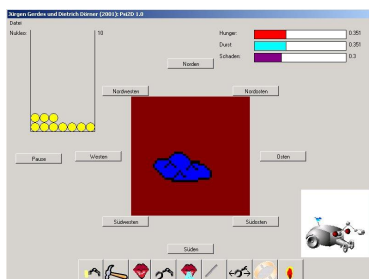 Jürgen Gerdes und Dietrich Dörner (2001): Psi2D 1.0
Datei
Nukleo: 10
Hunger: 0.351
Durst: 0.351
Schaden: 0.3
Norden
Nordwesten Nordosten
Pause Westen Osten
Südwesten Südosten
Süden